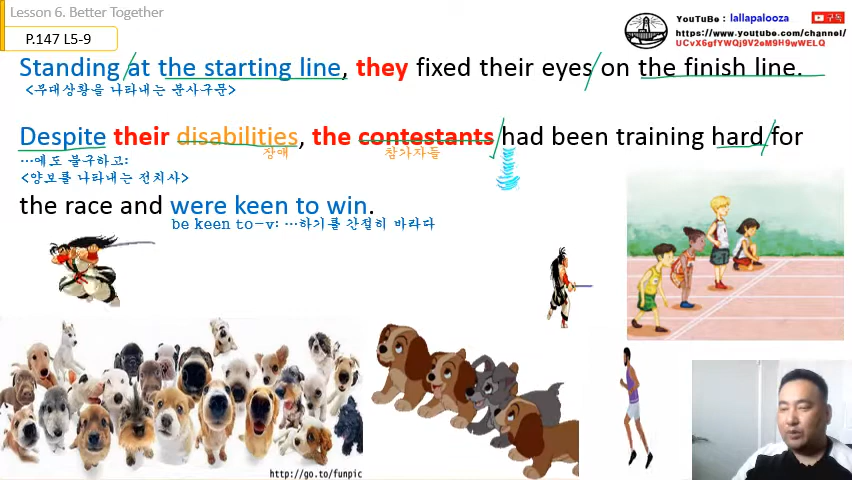 Lesson 6. Better Together
P.147 L5-9
YouTuBe : lallapalooza
구독
https://www.youtube.com/channel/
UCvX6gfYWQj9V2eM9H9wWELQ
Standing at the starting line, they fixed their eyes on the finish line.
<부대상황을 나타내는 분사구문>
Despite their disabilities, the contestants had been training hard for
...에도 불구하고:
장애
참가자들
<양보를 나타내는 전치사>
the race and were keen to win.
be keen to-v: ...하기를 간절히 바라다
http://go.to/funpic